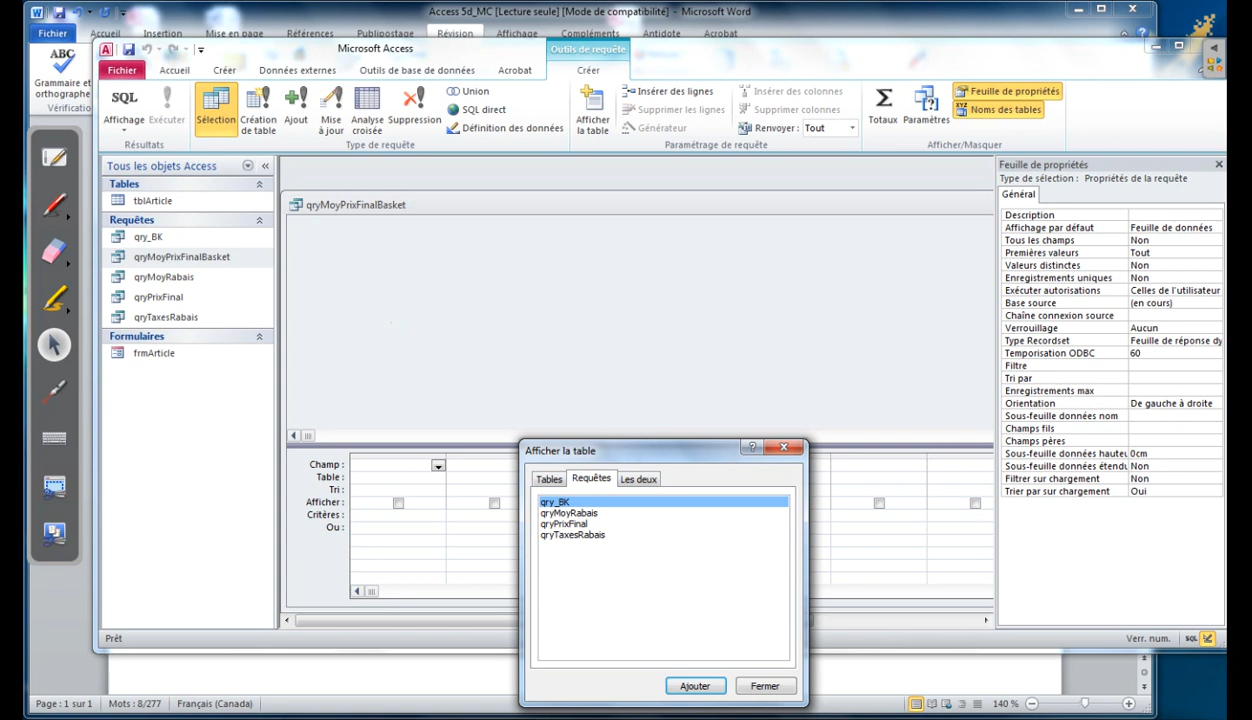 Access 5d_MC [Lecture seule] [Mode de compatibilité] - Microsoft Word
Fichier Accueil Insertion Mise en page Références Publipostage Révision Affichage Compléments Antidote Acrobat
Microsoft Access
Outils de requête
Fichier Accueil Créer Données externes Outils de base de données Acrobat Créer
ABC
Grammaire et
orthographe
Vérificatio
SQL
Affichage Exécuter
Résultats
Sélection
Création
de table
Ajout
Mise
à jour
Analyse
croisée
Suppression
Union
SQL direct
Définition des données
Type de requête
Afficher
la table
Insérer des lignes
Supprimer les lignes
Générateur
Insérer des colonnes
Supprimer colonnes
Renvoyer : Tout
Paramétrage de requête
Totaux
Paramètres
Feuille de propriétés
XYZ Noms des tables
Afficher/Masquer
Tous les objets Access
Tables
tblArticle
Requêtes
qry_BK
qryMoyPrixFinalBasket
qryMoyRabais
qryPrixFinal
qryTaxesRabais
Formulaires
frmArticle
qryMoyPrixFinalBasket
Champ :
Table :
Tri :
Afficher :
Critères :
Ou :
Afficher la table
Tables Requêtes Les deux
qry_BK
qryMoyRabais
qryPrixFinal
qryTaxesRabais
Ajouter Fermer
Feuille de propriétés
Type de sélection : Propriétés de la requête
Général
Description
Affichage par défaut Feuille de données
Tous les champs Non
Premières valeurs Tout
Valeurs distinctes Non
Enregistrements uniques Non
Exécuter autorisations Celles de l'utilisateur
Base source (en cours)
Chaîne connexion source
Verrouillage Aucun
Type Recordset Feuille de réponse dy
Temporisation ODBC 60
Filtre
Tri par
Enregistrements max
Orientation De gauche à droite
Sous-feuille données nom
Champs fils
Champs pères
Sous-feuille données hauteu 0cm
Sous-feuille données étendu Non
Filtrer sur chargement Non
Trier par sur chargement Oui
Prêt
Verr. num. SQL
Page : 1 sur 1 Mots : 8/277 Français (Canada) 140 %